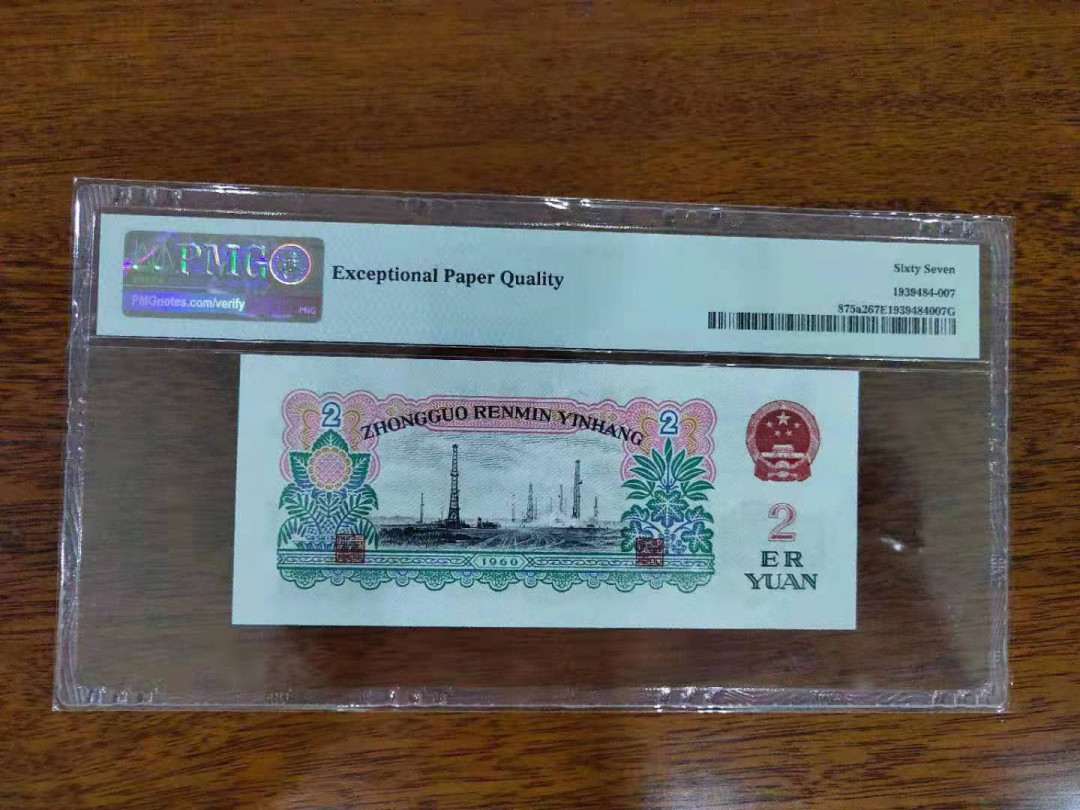 PMG
PMGnotes.com/verify
PMG
Exceptional Paper Quality
Sixty Seven
1939484-007
875a267E1939484007G
2
ZHONGGUO RENMIN YINHANG
2
1960
2
ER
YUAN